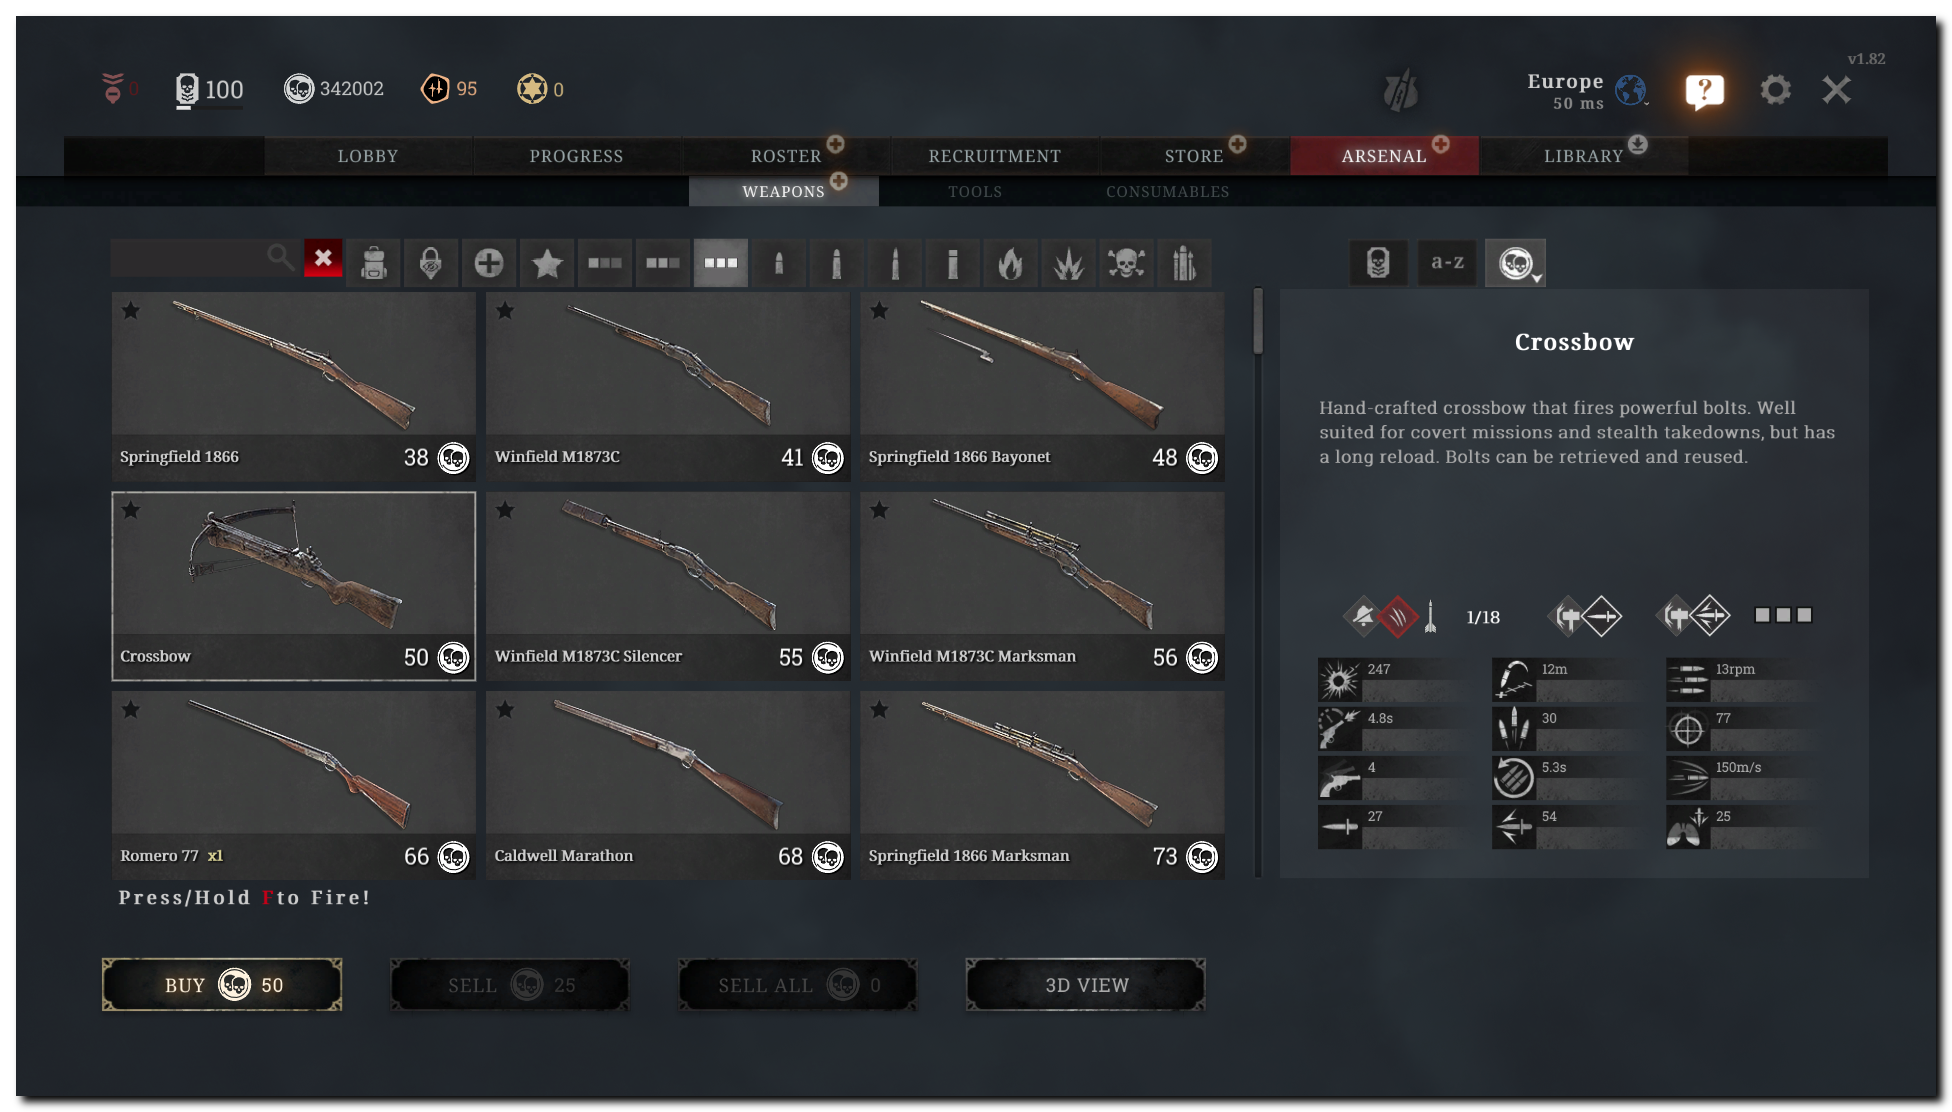 v1.82
0 100 342002 95 0
Europe
50 ms
?
LOBBY PROGRESS ROSTER RECRUITMENT STORE ARSENAL LIBRARY
WEAPONS TOOLS CONSUMABLES
a-z
Springfield 1866 38
Winfield M1873C 41
Springfield 1866 Bayonet 48
Crossbow 50
Winfield M1873C Silencer 55
Winfield M1873C Marksman 56
Romero 77 x1 66
Caldwell Marathon 68
Springfield 1866 Marksman 73
Press/Hold F to Fire!
BUY 50
SELL 25
SELL ALL 0
3D VIEW
Crossbow
Hand-crafted crossbow that fires powerful bolts. Well
suited for covert missions and stealth takedowns, but has
a long reload. Bolts can be retrieved and reused.
1/18
247 12m 13rpm
4.8s 30 77
4 5.3s 150m/s
27 54 25